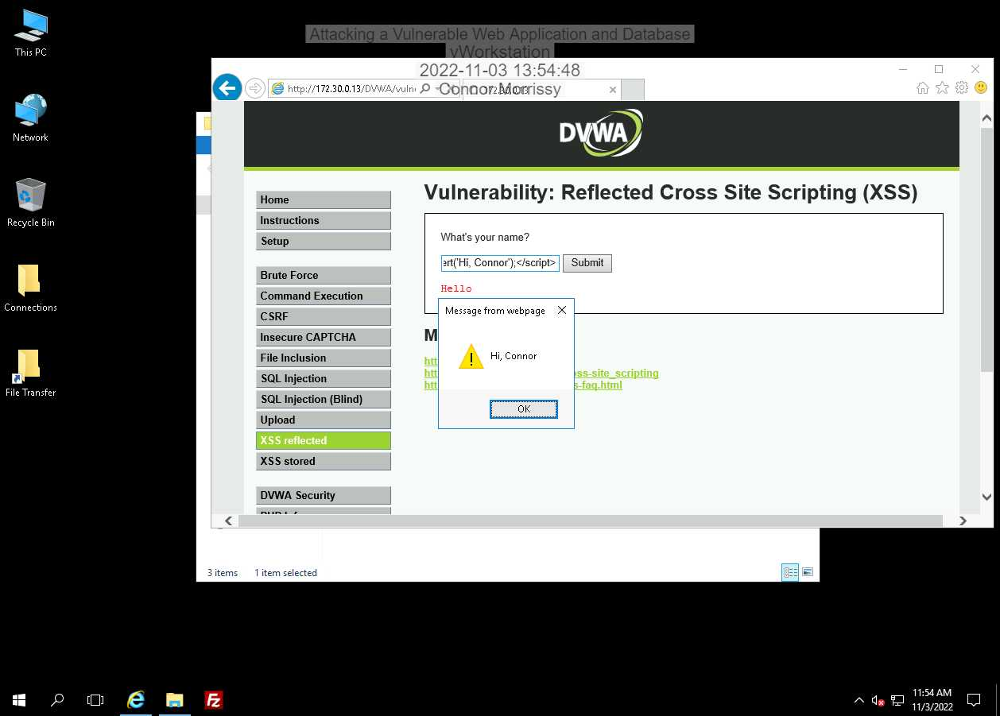 Attacking a Vulnerable Web Application and Database
vWorkstation
2022-11-03 13:54:48
Connor Morrissy
This PC
Network
Recycle Bin
Connections
File Transfer
http://172.30.0.13/DVWA/vuln
172.30.0.13
DVWA
Home
Instructions
Setup
Brute Force
Command Execution
CSRF
Insecure CAPTCHA
File Inclusion
SQL Injection
SQL Injection (Blind)
Upload
XSS reflected
XSS stored
DVWA Security
Vulnerability: Reflected Cross Site Scripting (XSS)
What's your name?
ert('Hi, Connor');</script>
Submit
Hello
Message from webpage
Hi, Connor
OK
M
htt
htt
oss-site_scripting
htt
s-faq.html
3 items
1 item selected
11:54 AM
11/3/2022